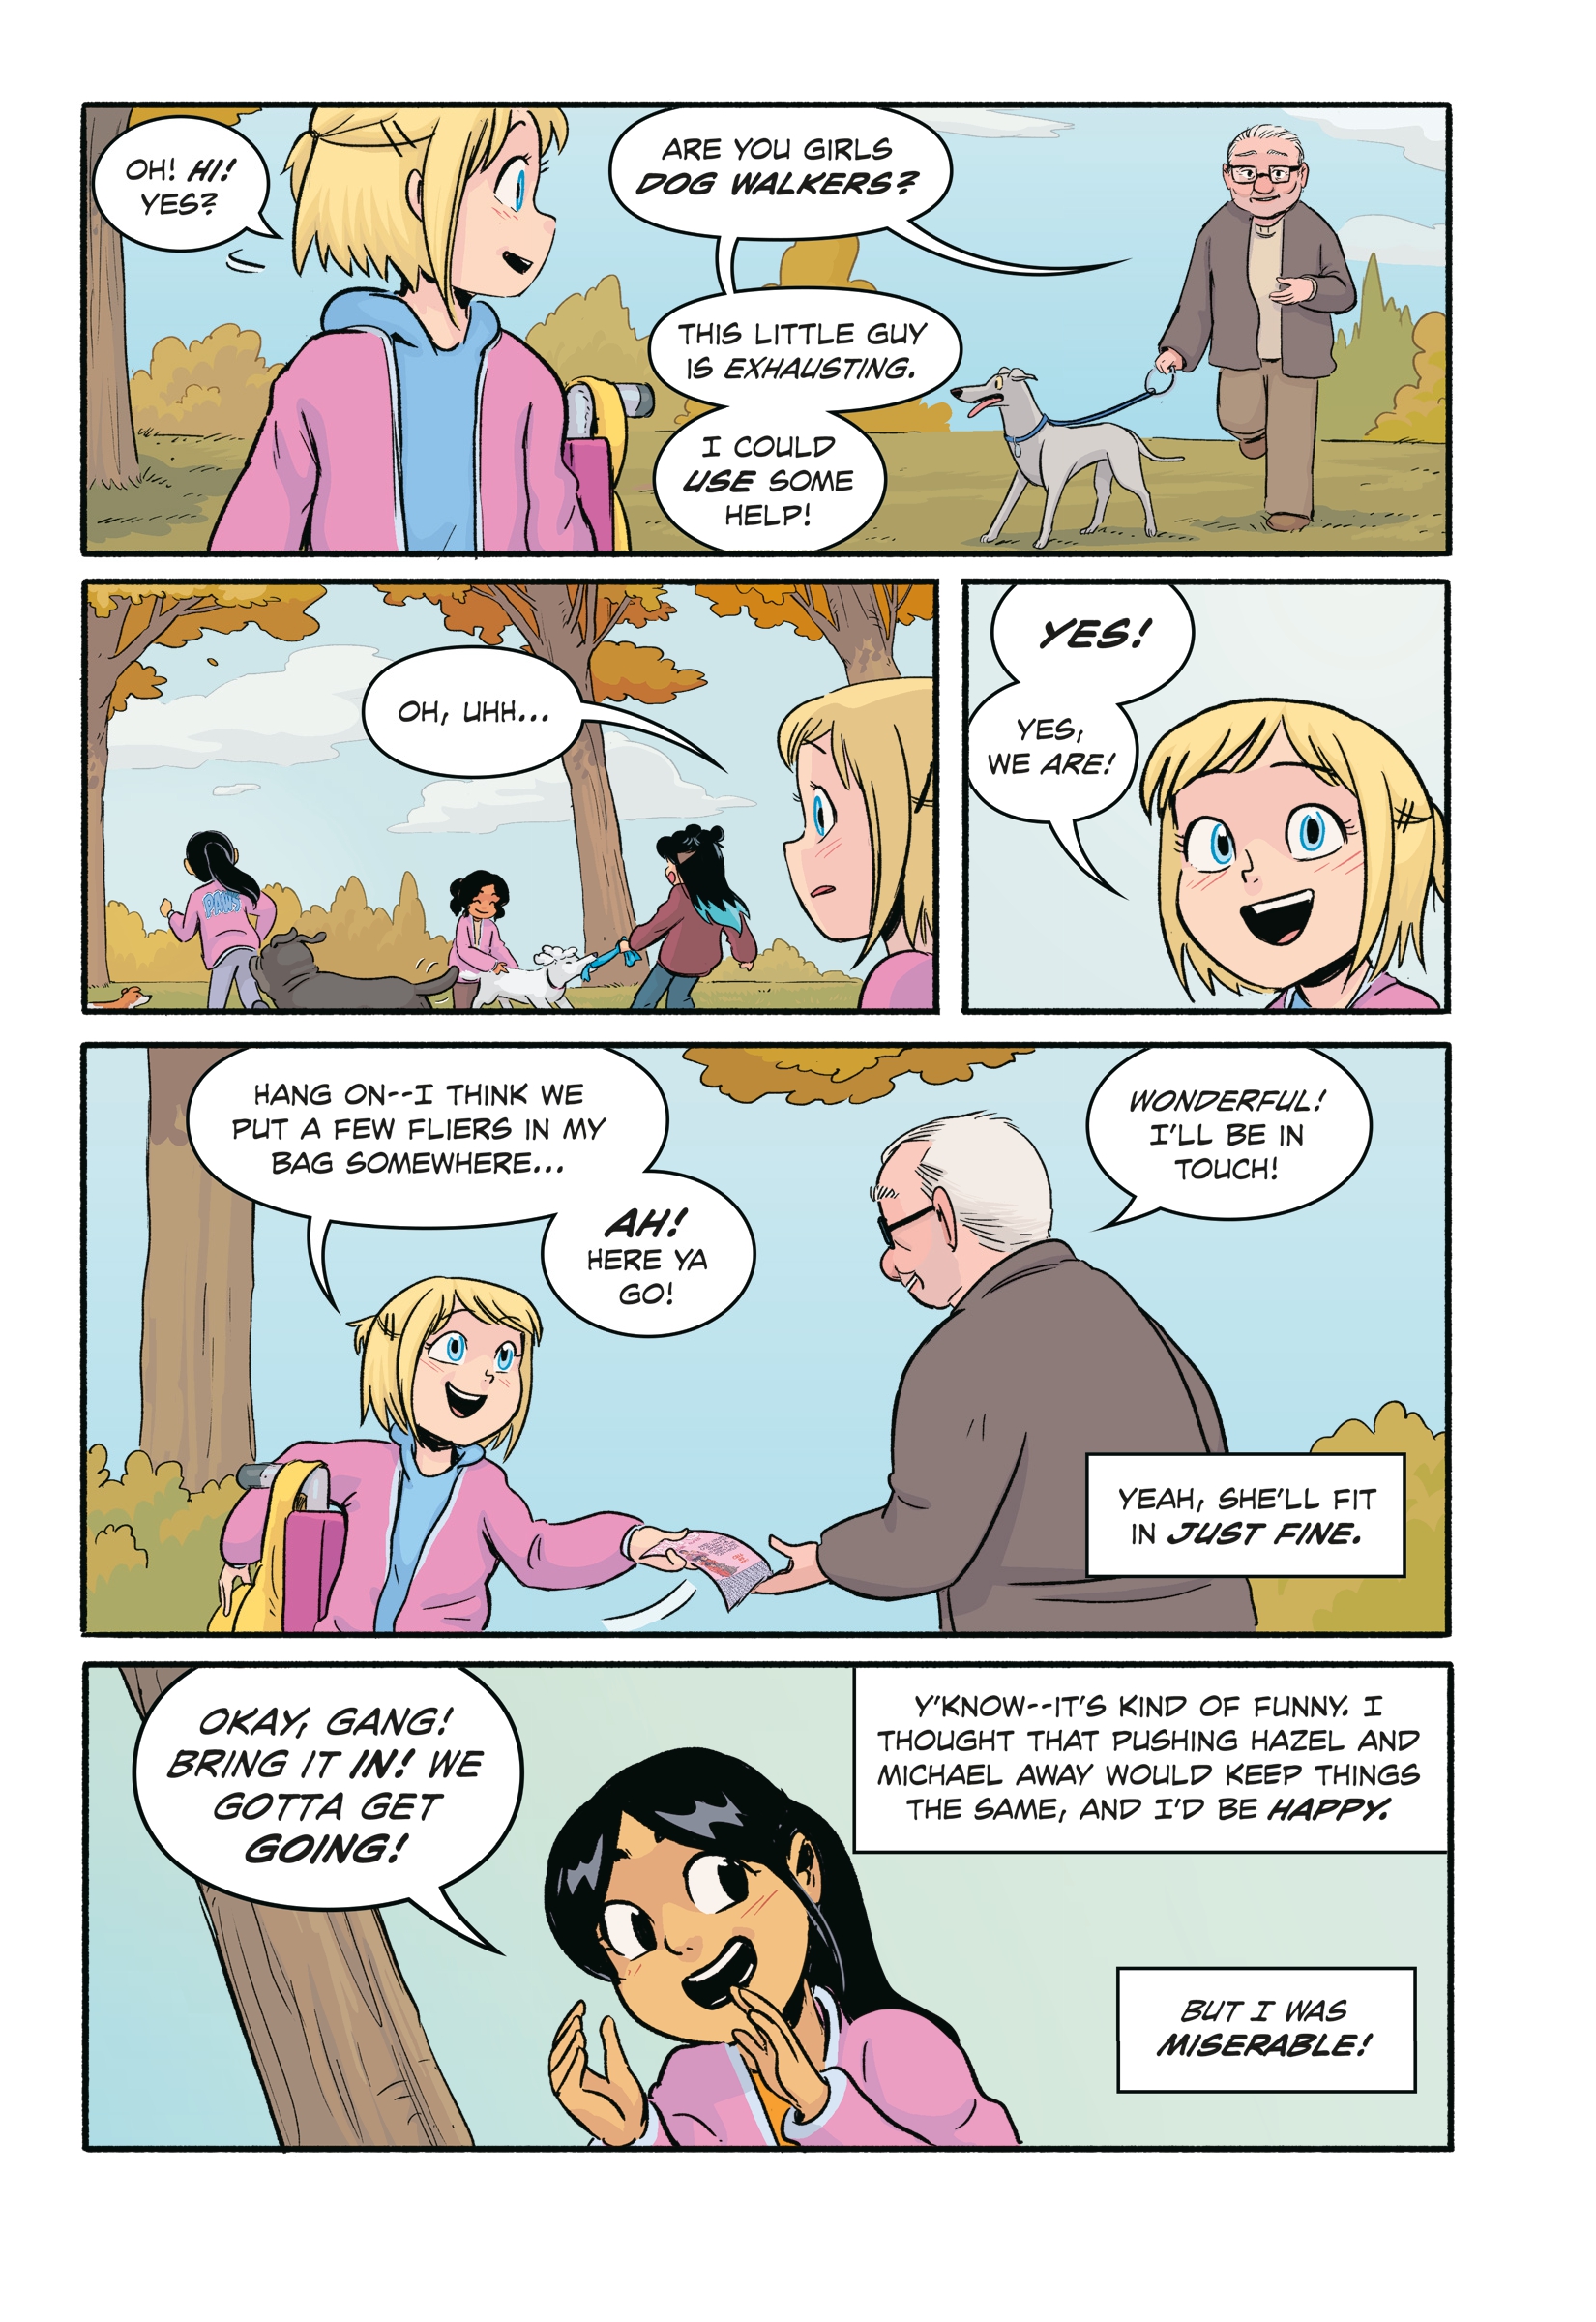 OH! HI!
YES?
ARE YOU GIRLS
DOG WALKERS?
THIS LITTLE GUY
IS EXHAUSTING.
I COULD
USE SOME
HELP!
OH, UHH...
PAWS
YES!
YES,
WE ARE!
HANG ON--I THINK WE
PUT A FEW FLIERS IN MY
BAG SOMEWHERE...
AH!
HERE YA
GO!
WONDERFUL!
I'LL BE IN
TOUCH!
YEAH, SHE'LL FIT
IN JUST FINE.
OKAY, GANG!
BRING IT IN! WE
GOTTA GET
GOING!
Y'KNOW--IT'S KIND OF FUNNY. I
THOUGHT THAT PUSHING HAZEL AND
MICHAEL AWAY WOULD KEEP THINGS
THE SAME, AND I'D BE HAPPY.
BUT I WAS
MISERABLE!